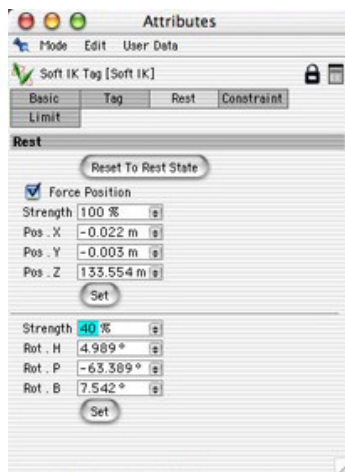 Attributes
Mode Edit User Data
Soft IK Tag [Soft IK]
Basic Tag Rest Constraint
Limit
Rest
Reset To Rest State
Force Position
Strength 100 %
Pos . X -0.022 m
Pos . Y -0.003 m
Pos . Z 133.554 m
Set
Strength 40 %
Rot . H 4.989 °
Rot . P -63.389 °
Rot . B 7.542 °
Set